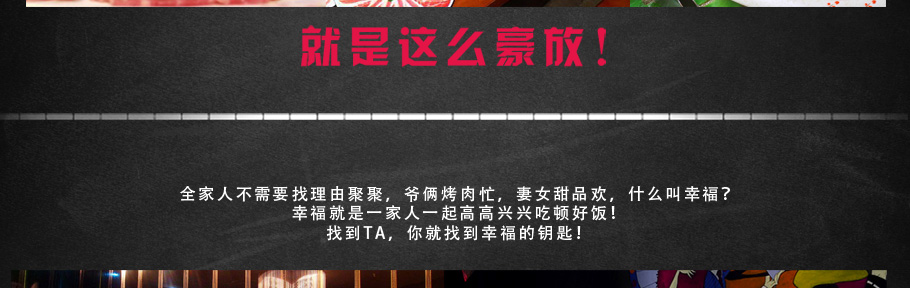 就是这么豪放！
全家人不需要找理由聚聚，爷俩烤肉忙，妻女甜品欢，什么叫幸福？
幸福就是一家人一起高高兴兴吃顿好饭！
找到TA，你就找到幸福的钥匙！